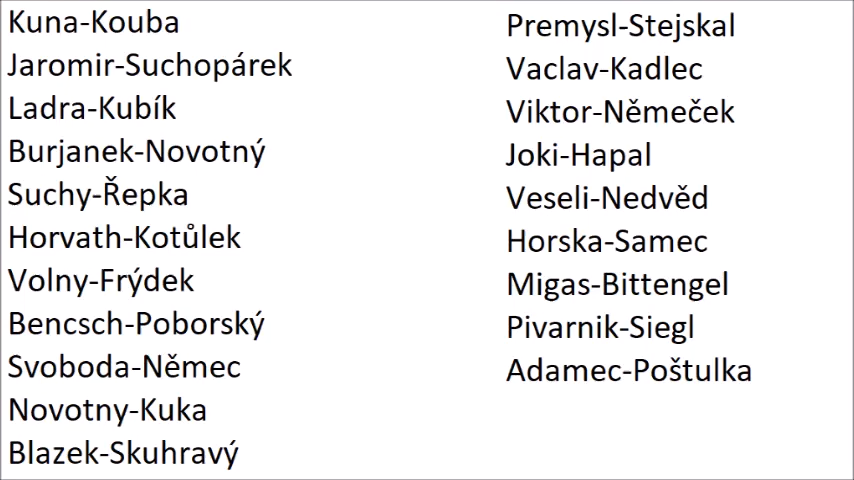 Kuna-Kouba
Jaromir-Suchopárek
Ladra-Kubík
Burjanek-Novotný
Suchy-Řepka
Horvath-Kotůlek
Volny-Frýdek
Bencsch-Poborský
Svoboda-Němec
Novotny-Kuka
Blazek-Skuhravý
Premysl-Stejskal
Vaclav-Kadlec
Viktor-Němeček
Joki-Hapal
Veseli-Nedvěd
Horska-Samec
Migas-Bittengel
Pivarnik-Siegl
Adamec-Poštulka